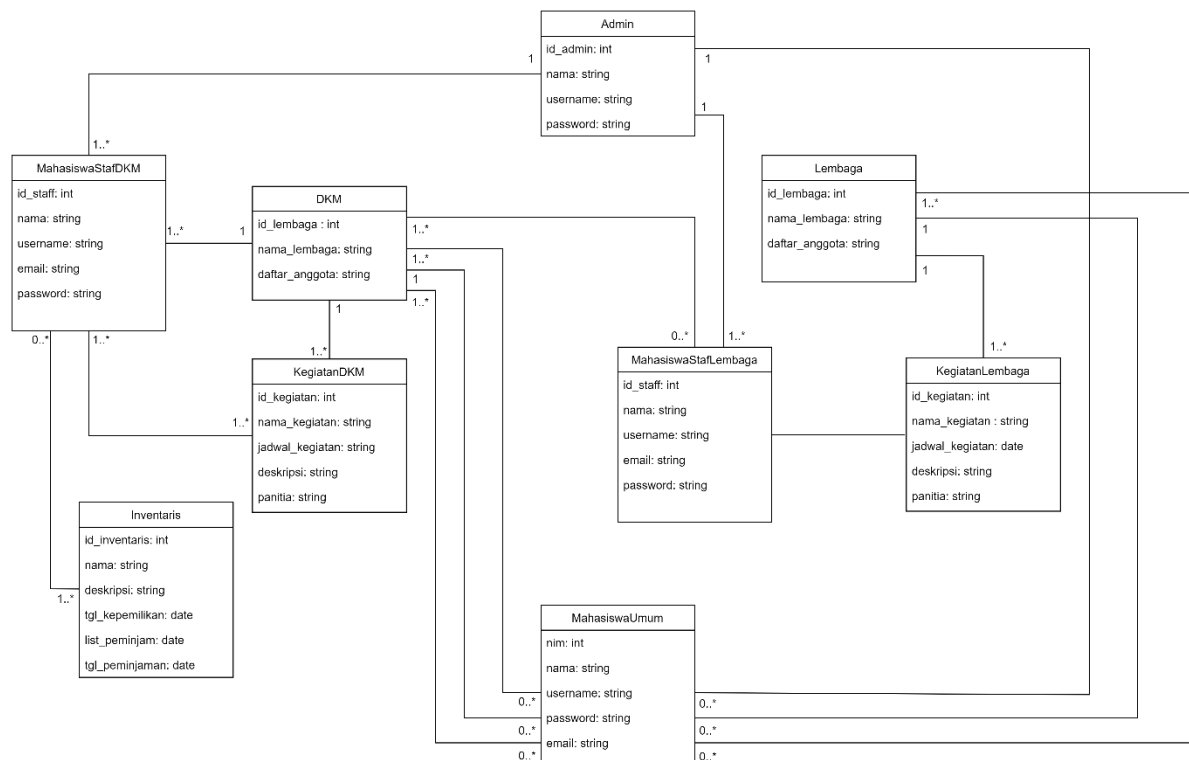 Admin
id_admin: int
nama: string
username: string
password: string
1
1
1
1..*
MahasiswaStafDKM
id_staff: int
nama: string
username: string
email: string
password: string
1..*
1
0..*
1..*
DKM
id_lembaga : int
nama_lembaga: string
daftar_anggota: string
1..*
1..*
1
1..*
1
1..*
Lembaga
id_lembaga: int
nama_lembaga: string
daftar_anggota: string
1..*
1
1
1..*
KegiatanDKM
id_kegiatan: int
nama_kegiatan: string
jadwal_kegiatan: string
deskripsi: string
panitia: string
1..*
0..*
1..*
MahasiswaStafLembaga
id_staff: int
nama: string
username: string
email: string
password: string
KegiatanLembaga
id_kegiatan: int
nama_kegiatan : string
jadwal_kegiatan: date
deskripsi: string
panitia: string
Inventaris
id_inventaris: int
nama: string
deskripsi: string
tgl_kepemilikan: date
list_peminjam: date
tgl_peminjaman: date
1..*
MahasiswaUmum
nim: int
nama: string
username: string
password: string
email: string
0..*
0..*
0..*
0..*
0..*
0..*